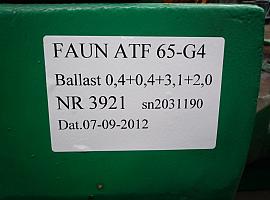 FAUN ATF 65-G4
Ballast 0,4+0,4+3,1+2,0
NR 3921 sn2031190
Dat.07-09-2012